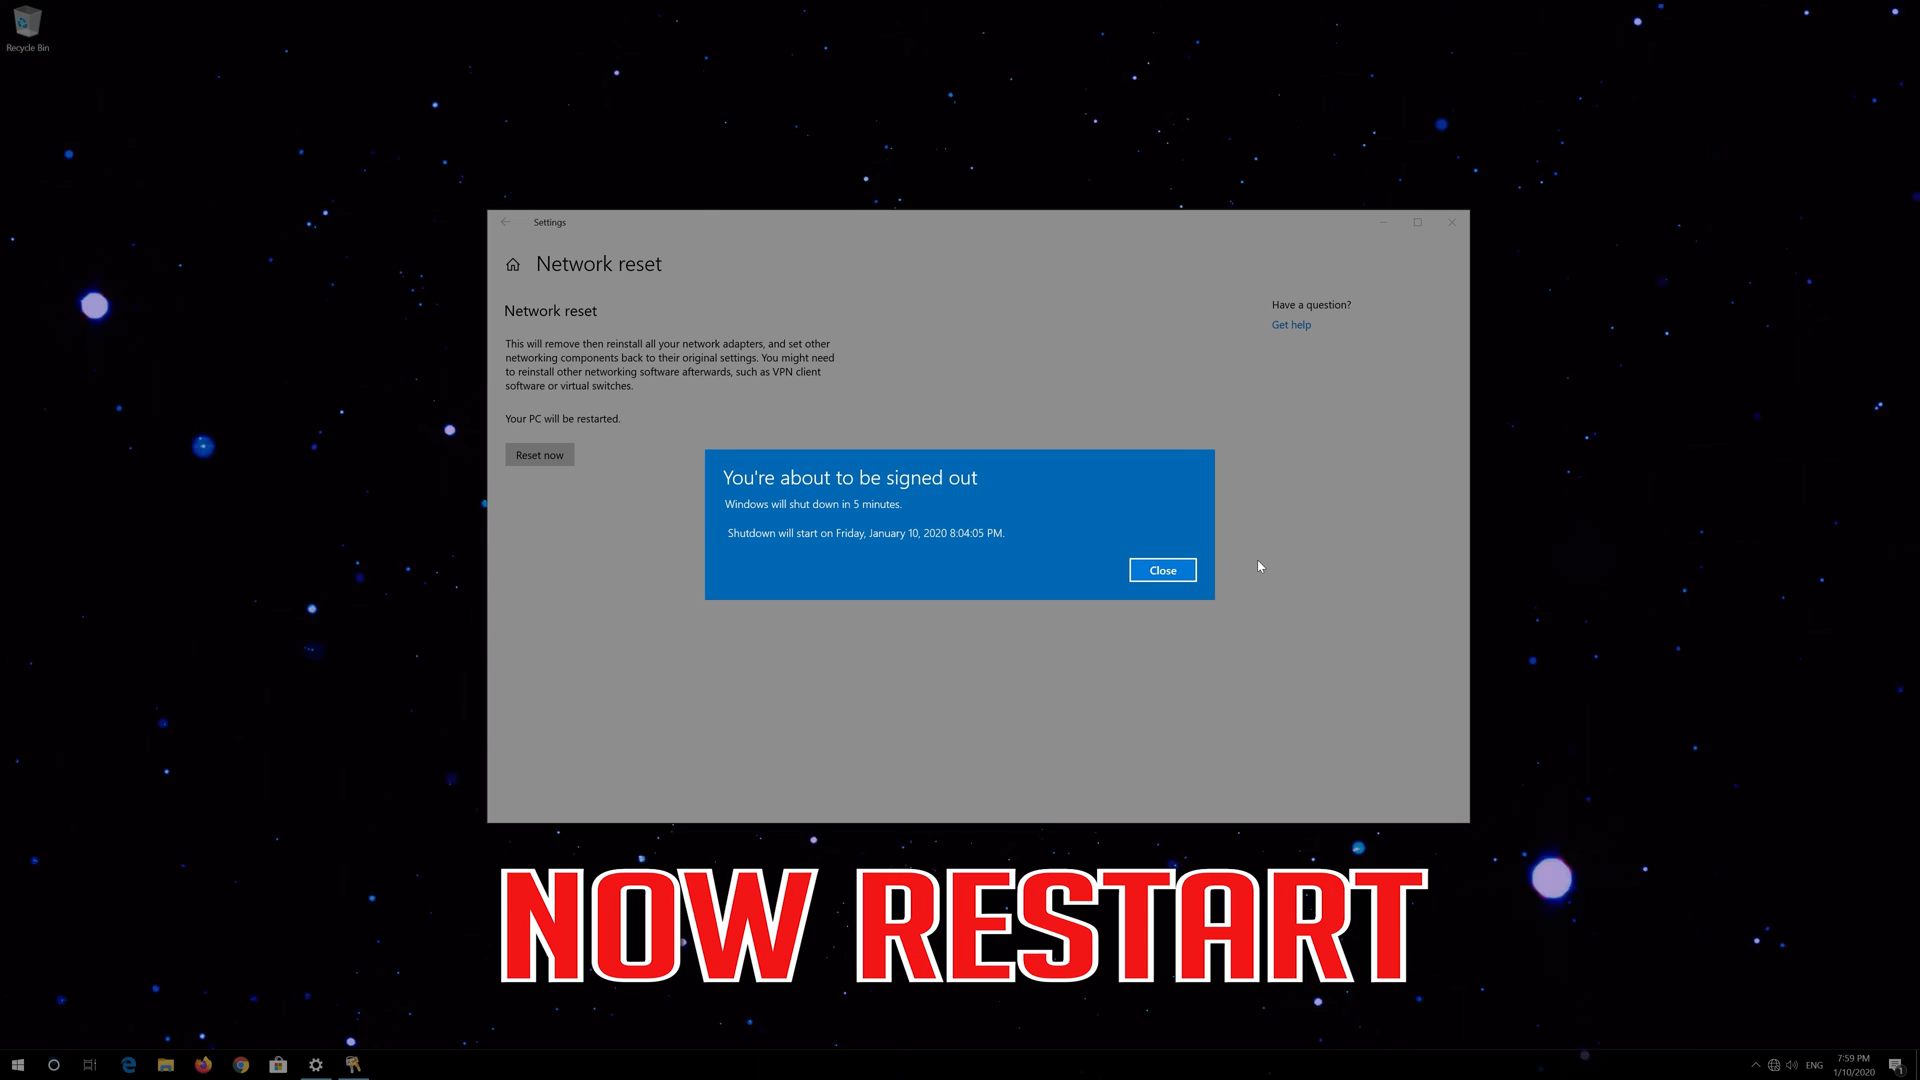 Recycle Bin
Settings
Network reset
Network reset
This will remove then reinstall all your network adapters, and set other
networking components back to their original settings. You might need
to reinstall other networking software afterwards, such as VPN client
software or virtual switches.
Your PC will be restarted.
Reset now
Have a question?
Get help
You're about to be signed out
Windows will shut down in 5 minutes.
Shutdown will start on Friday, January 10, 2020 8:04:05 PM.
Close
NOW RESTART
ENG
7:59 PM
1/10/2020
1